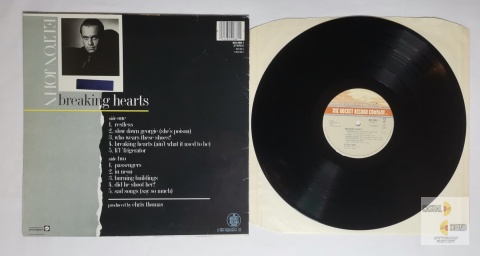 ELTON JOHN
breaking hearts
side one
1. restless
2. slow down georgie (she's poison)
3. who wears these shoes?
4. breaking hearts (ain't what it used to be)
5. li'l 'frigerator
side two
1. passengers
2. in neon
3. burning buildings
4. did he shoot her?
5. sad songs (say so much)
produced by chris thomas
THE ROCKET RECORD COMPANY